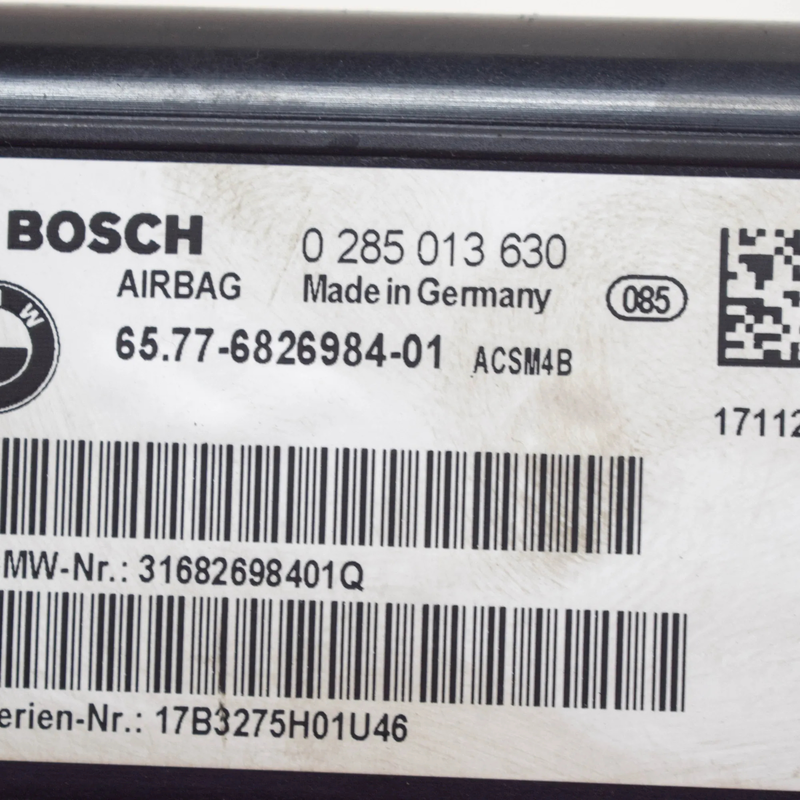 BOSCH 0 285 013 630
AIRBAG Made in Germany 085
65.77-6826984-01 ACSM4B
W
17112
MW-Nr.: 31682698401Q
erien-Nr.: 17B3275H01U46